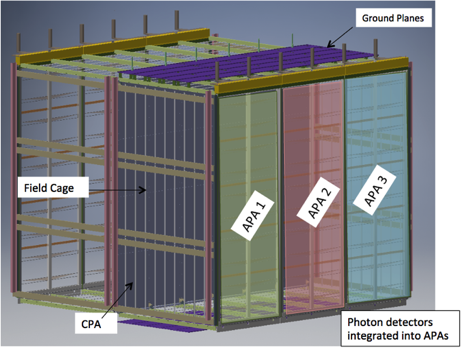 Ground Planes
Field Cage
APA 1
APA 2
APA 3
CPA
Photon detectors
integrated into APAs